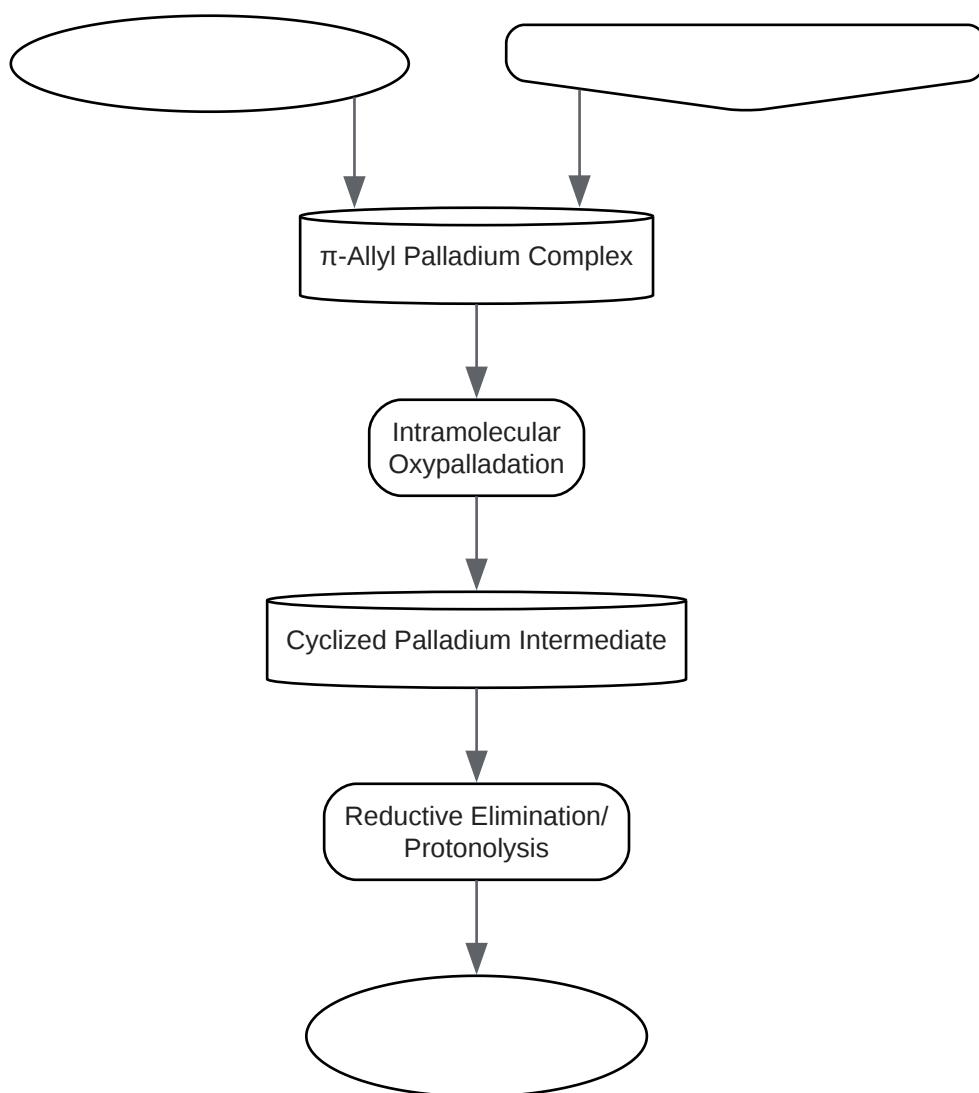 π-Allyl Palladium Complex
Intramolecular
Oxypalladation
Cyclized Palladium Intermediate
Reductive Elimination/
Protonolysis